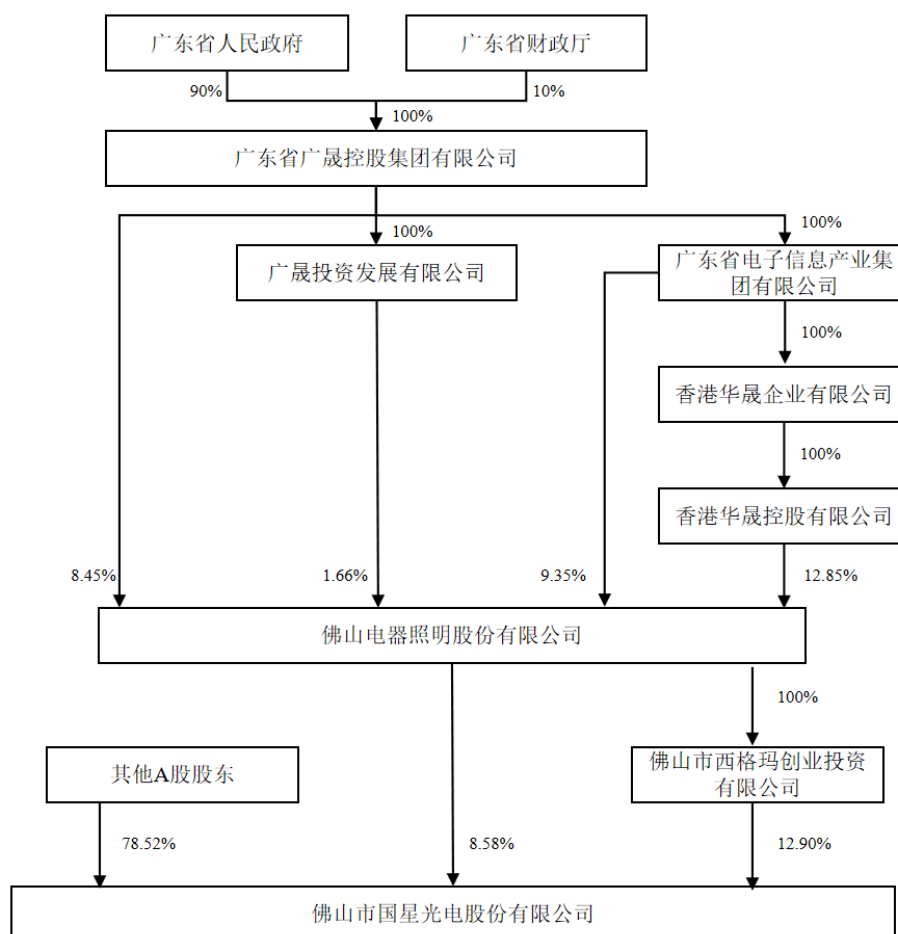 广东省人民政府
广东省财政厅
90%
10%
100%
广东省广晟控股集团有限公司
100%
100%
广晟投资发展有限公司
广东省电子信息产业集
团有限公司
100%
香港华晟企业有限公司
100%
香港华晟控股有限公司
8.45%
1.66%
9.35%
12.85%
佛山电器照明股份有限公司
100%
其他A股股东
佛山市西格玛创业投资
有限公司
78.52%
8.58%
12.90%
佛山市国星光电股份有限公司